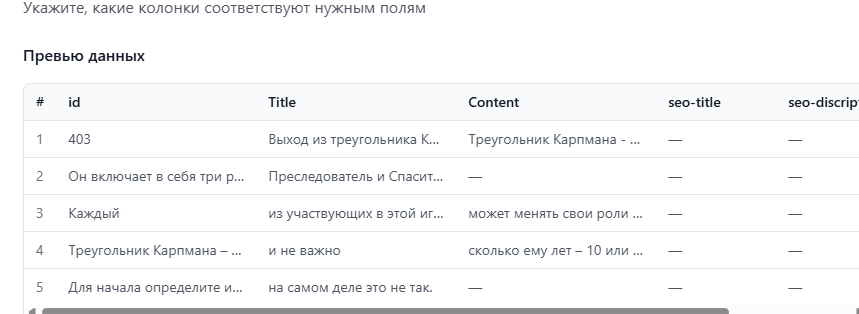 Укажите, какие колонки соответствуют нужным полям
Превью данных
# id Title Content seo-title seo-discrip
1 403 Выход из треугольника К... Треугольник Карпмана - ... — —
2 Он включает в себя три р... Преследователь и Спасит... — — —
3 Каждый из участвующих в этой иг... может менять свои роли ... — —
4 Треугольник Карпмана – ... и не важно сколько ему лет – 10 или ... — —
5 Для начала определите и... на самом деле это не так. — — —